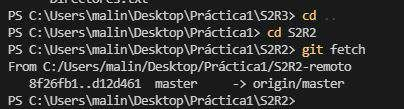 Directores.txt
PS C:\Users\malin\Desktop\Práctica1\S2R3> cd ..
PS C:\Users\malin\Desktop\Práctica1> cd S2R2
PS C:\Users\malin\Desktop\Práctica1\S2R2> git fetch
From C:/Users/malin/Desktop/Práctica1/S2R2-remoto
   8f26fb1..d12d461  master     -> origin/master
PS C:\Users\malin\Desktop\Práctica1\S2R2>